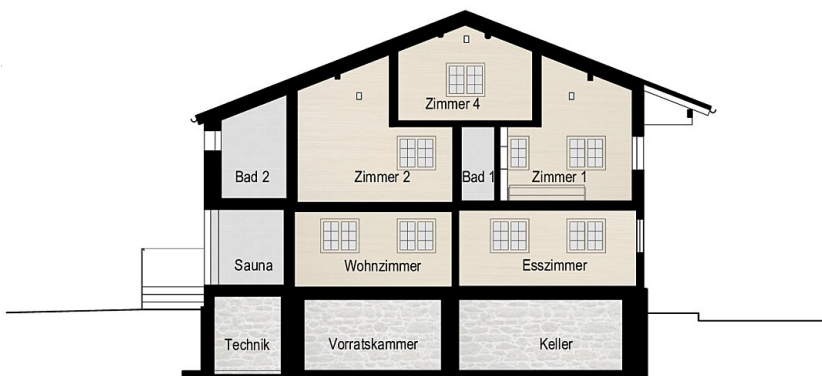 Zimmer 4
Bad 2
Zimmer 2
Bad 1
Zimmer 1
Sauna
Wohnzimmer
Esszimmer
Technik
Vorratskammer
Keller